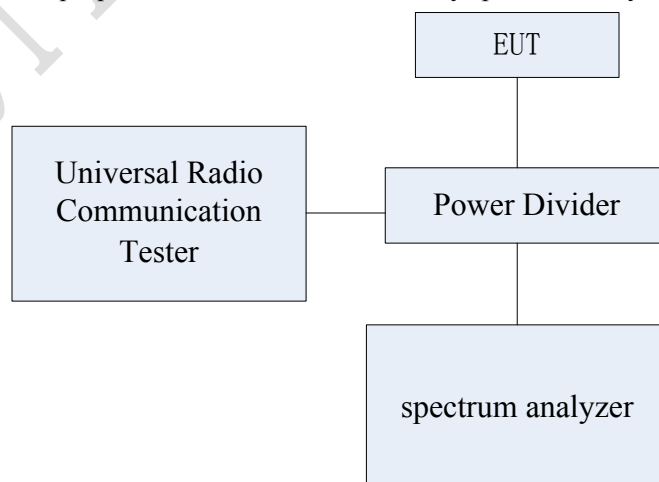 EUT
Universal Radio
Communication
Tester
Power Divider
spectrum analyzer